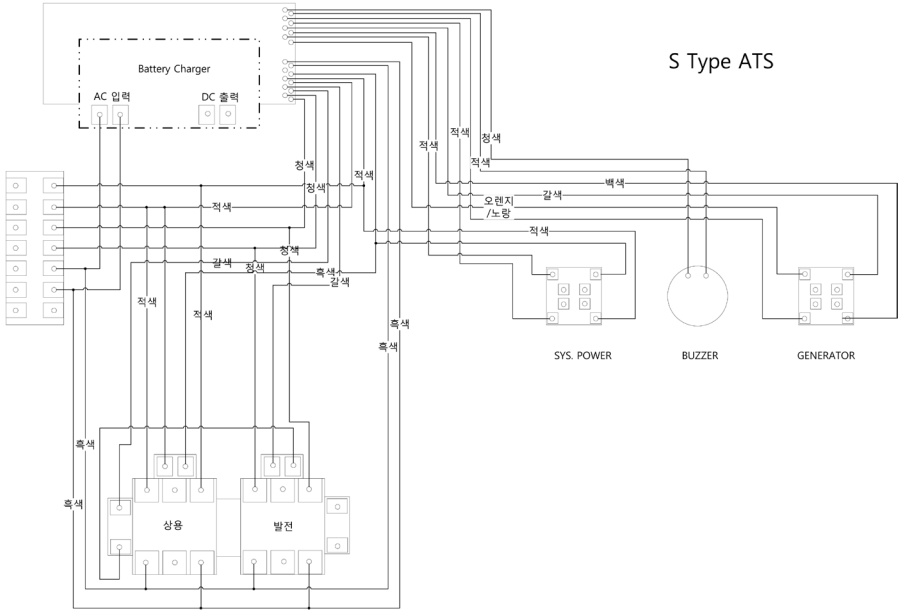 S Type ATS
Battery Charger
AC 입력
DC 출력
청색
적색
적색
적색
청색
적색
청색
백색
갈색
오렌지
/노랑
적색
적색
청색
갈색
청색
흑색
갈색
적색
적색
흑색
흑색
SYS. POWER
BUZZER
GENERATOR
흑색
흑색
상용
발전